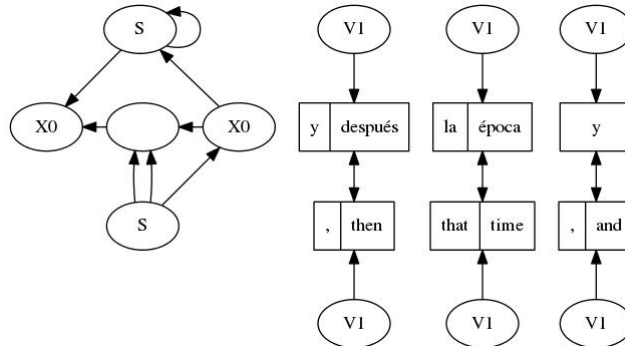 S V1 V1 V1
y después la época y
X0 X0
, then that time , and
S
V1 V1 V1